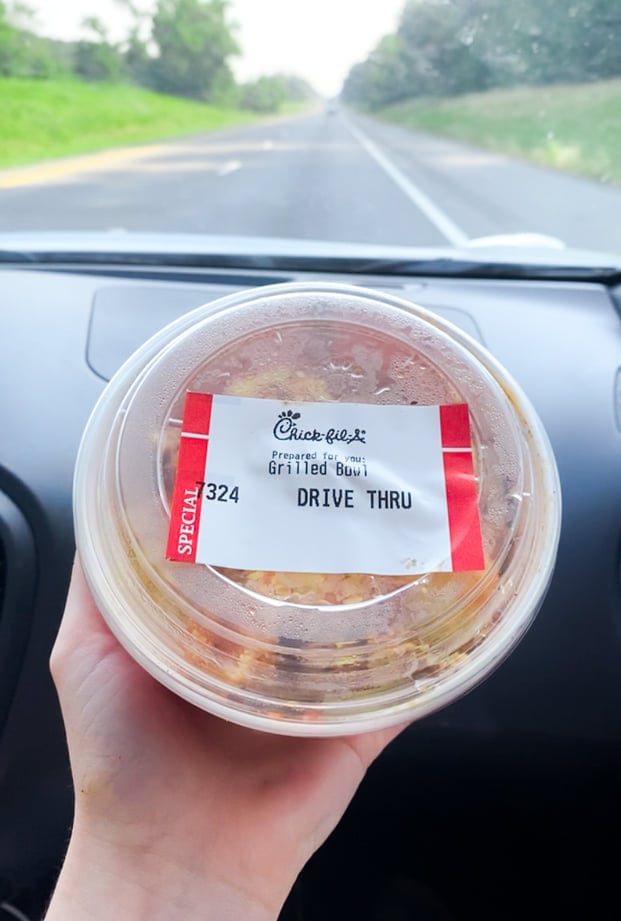 Chick-fil-A
Prepared for you:
Grilled Bowl
7324 DRIVE THRU
SPECIAL